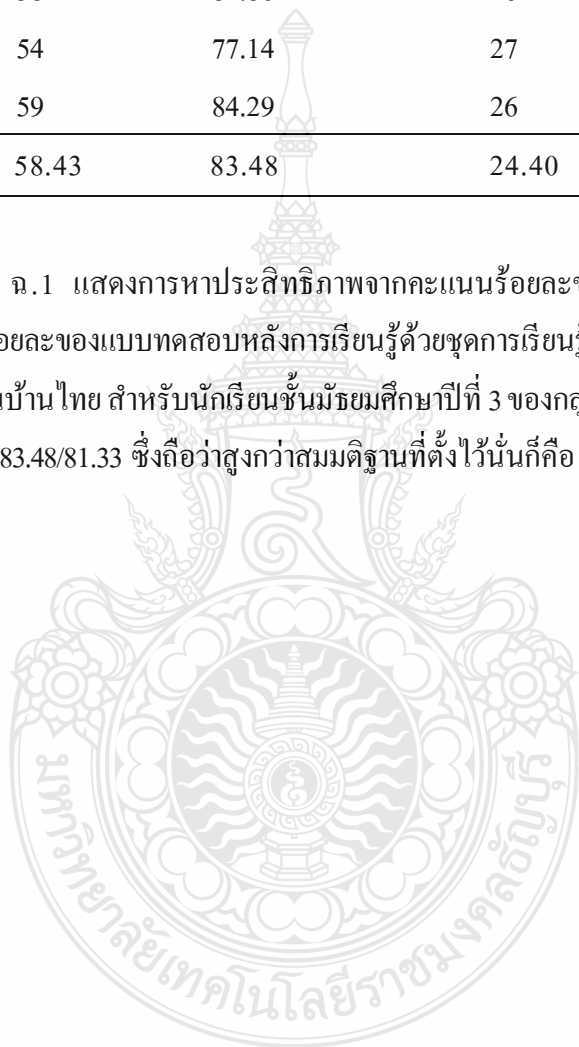 54 77.14 27
59 84.29 26
58.43 83.48 24.40
ฉ.1 แสดงการหาประสิทธิภาพจากคะแนนร้อยละข
อยละของแบบทดสอบหลังการเรียนรู้ด้วยชุดการเรียนรู้
นบ้านไทย สำหรับนักเรียนชั้นมัธยมศึกษาปีที่ 3 ของกลุ
83.48/81.33 ซึ่งถือว่าสูงกว่าสมมติฐานที่ตั้งไว้นั่นก็คือ
มหาวิทยาลัยเทคโนโลยีราชมงคลธัญบุรี